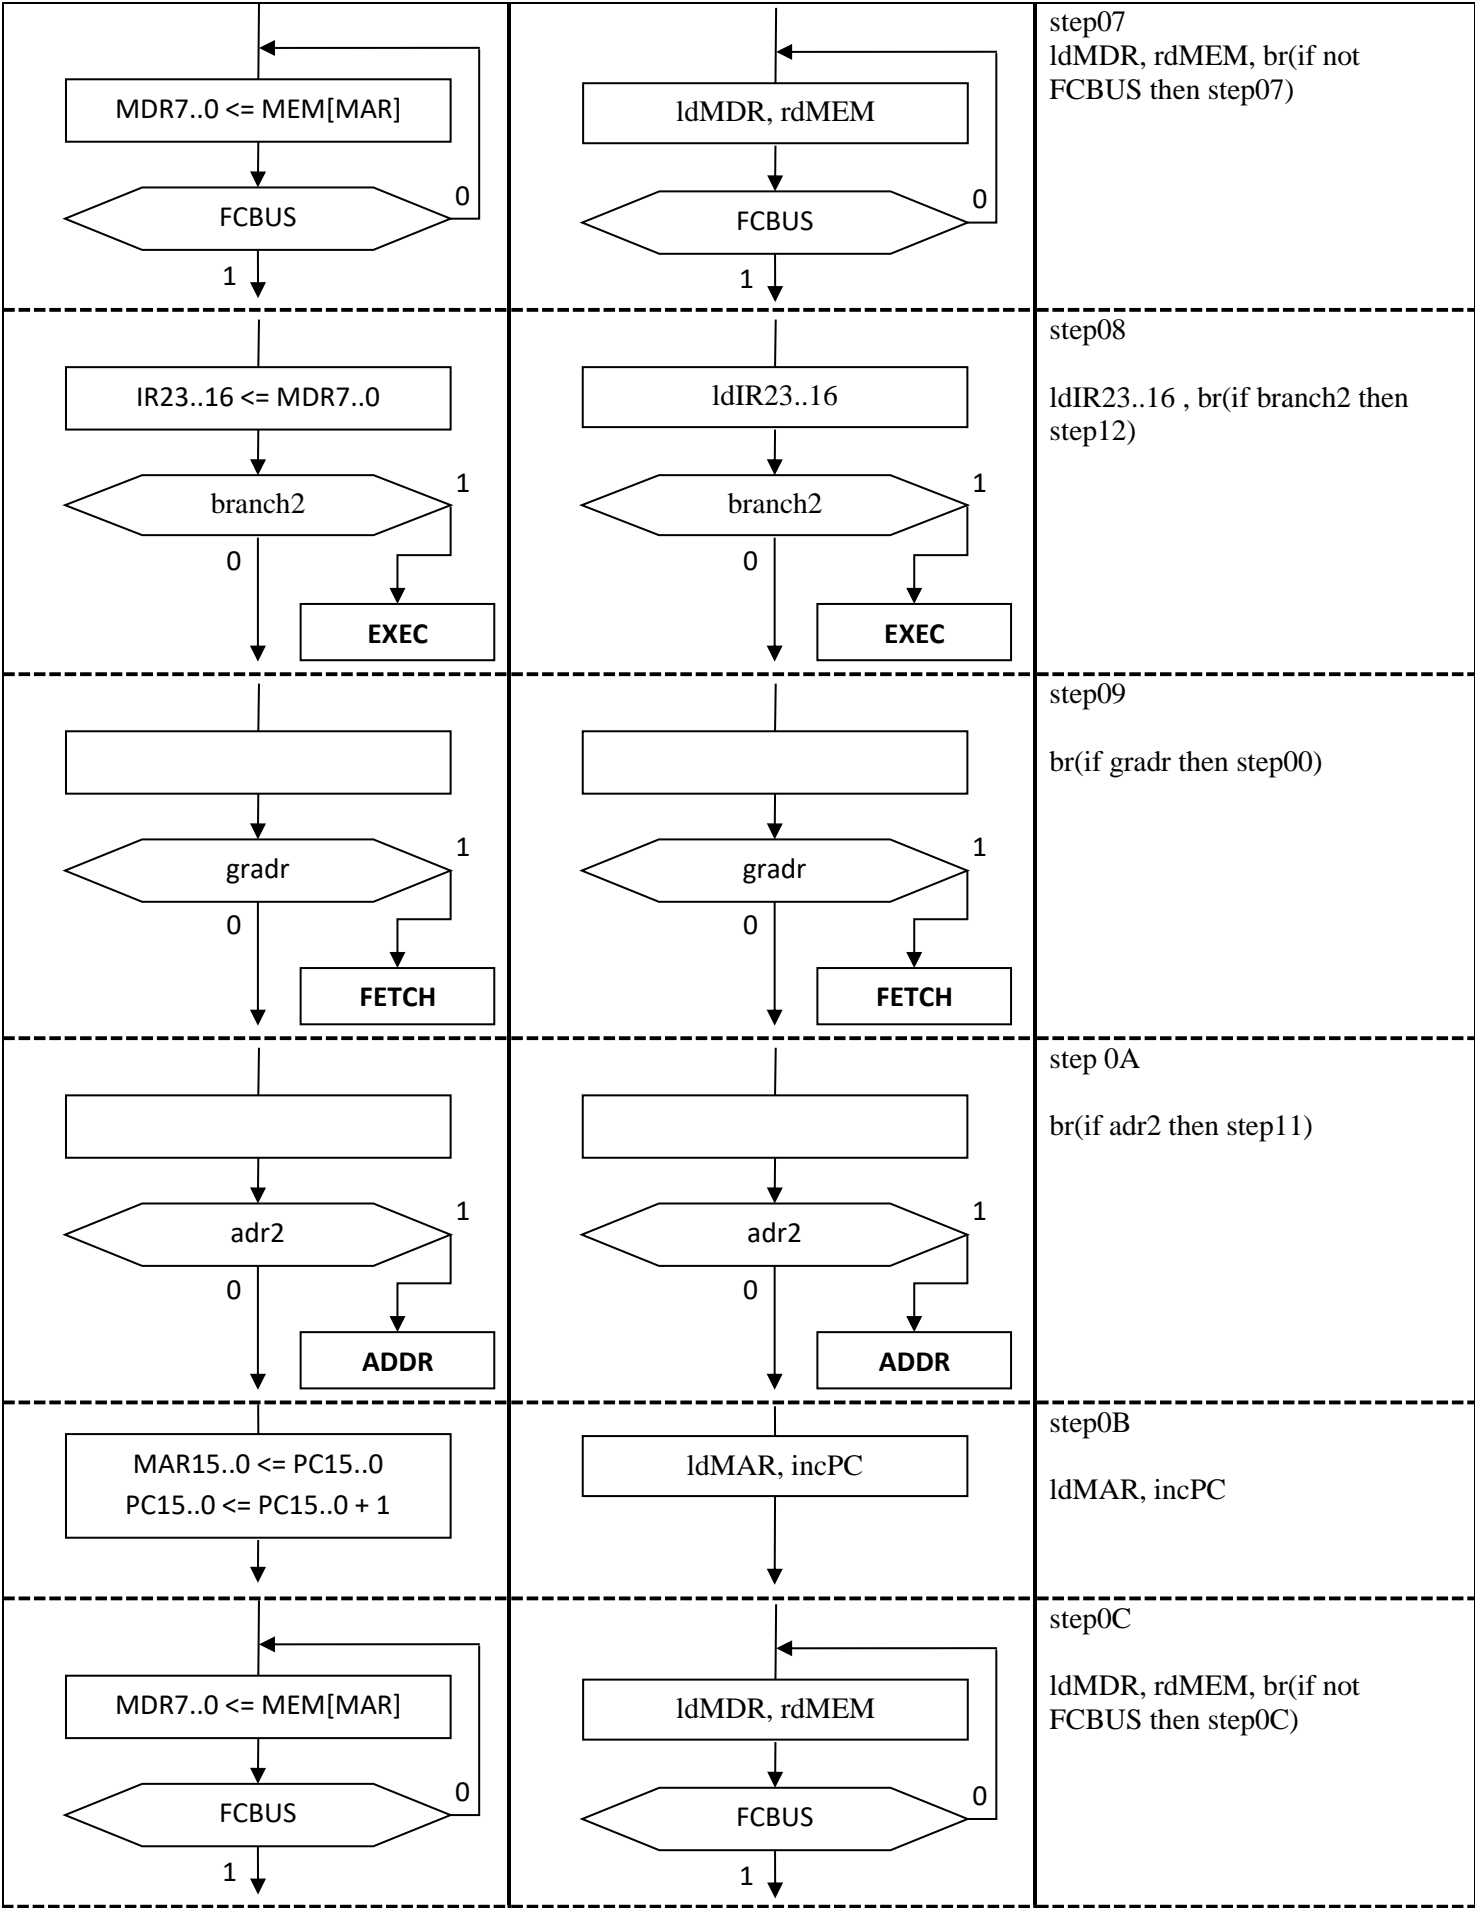 MDR7..0 <= MEM[MAR]
FCBUS
0
1
ldMDR, rdMEM
FCBUS
0
1
step07
ldMDR, rdMEM, br(if not
FCBUS then step07)
IR23..16 <= MDR7..0
branch2
1
0
EXEC
ldIR23..16
branch2
1
0
EXEC
step08
ldIR23..16 , br(if branch2 then
step12)
gradr
1
0
FETCH
gradr
1
0
FETCH
step09
br(if gradr then step00)
adr2
1
0
ADDR
adr2
1
0
ADDR
step 0A
br(if adr2 then step11)
MAR15..0 <= PC15..0
PC15..0 <= PC15..0 + 1
ldMAR, incPC
step0B
ldMAR, incPC
MDR7..0 <= MEM[MAR]
FCBUS
0
1
ldMDR, rdMEM
FCBUS
0
1
step0C
ldMDR, rdMEM, br(if not
FCBUS then step0C)